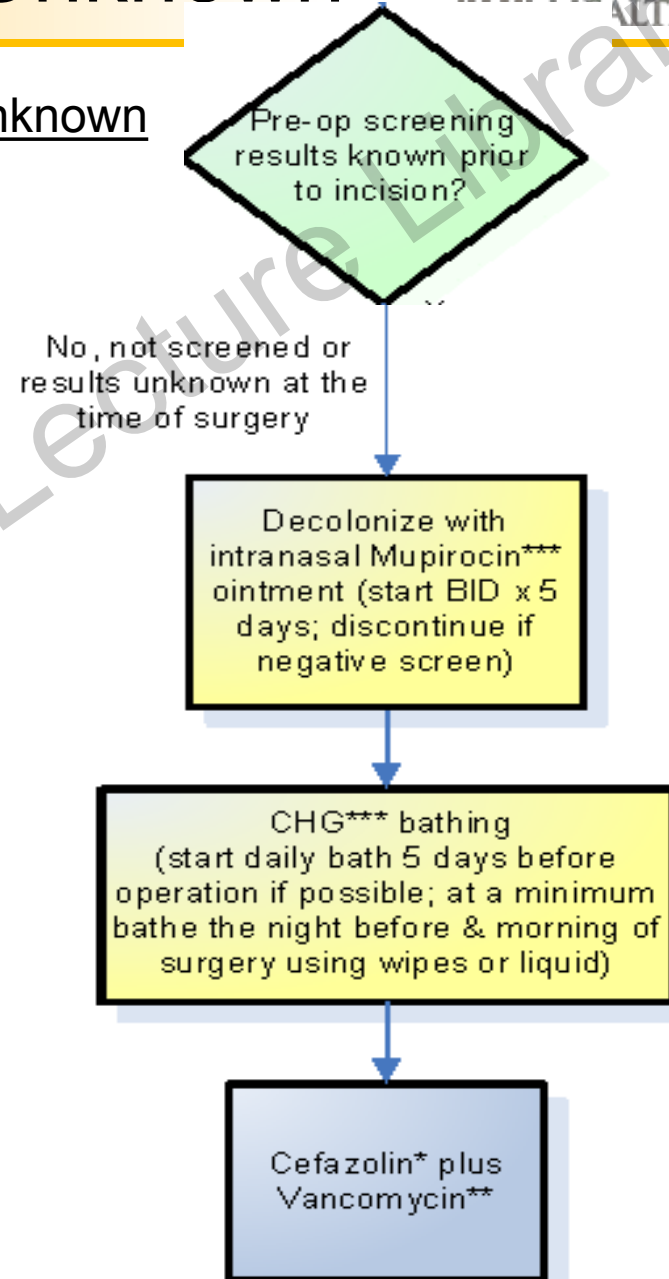 nknown
Pre-op screening
results known prior
to incision?
No, not screened or
results unknown at the
time of surgery
Decolonize with
intranasal Mupirocin***
ointment (start BID x 5
days; discontinue if
negative screen)
CHG*** bathing
(start daily bath 5 days before
operation if possible; at a minimum
bathe the night before & morning of
surgery using wipes or liquid)
Cefazolin* plus
Vancomycin**
Lecture Librar